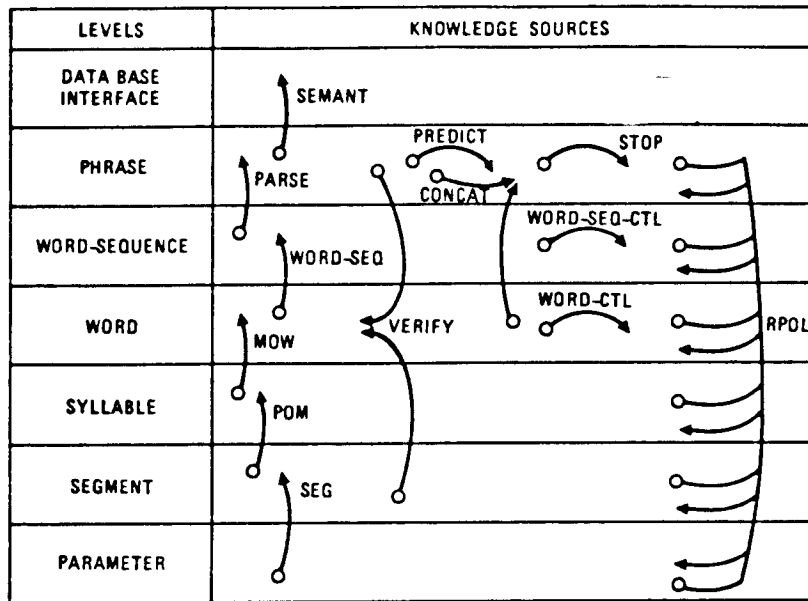 LEVELS
KNOWLEDGE SOURCES
DATA BASE
INTERFACE
SEMANT
PREDICT
STOP
PHRASE
PARSE
CONCAT
WORD-SEQUENCE
WORD-SEQ
WORD-SEQ-CTL
WORD
MOW
VERIFY
WORD-CTL
RPOL
SYLLABLE
POM
SEGMENT
SEG
PARAMETER